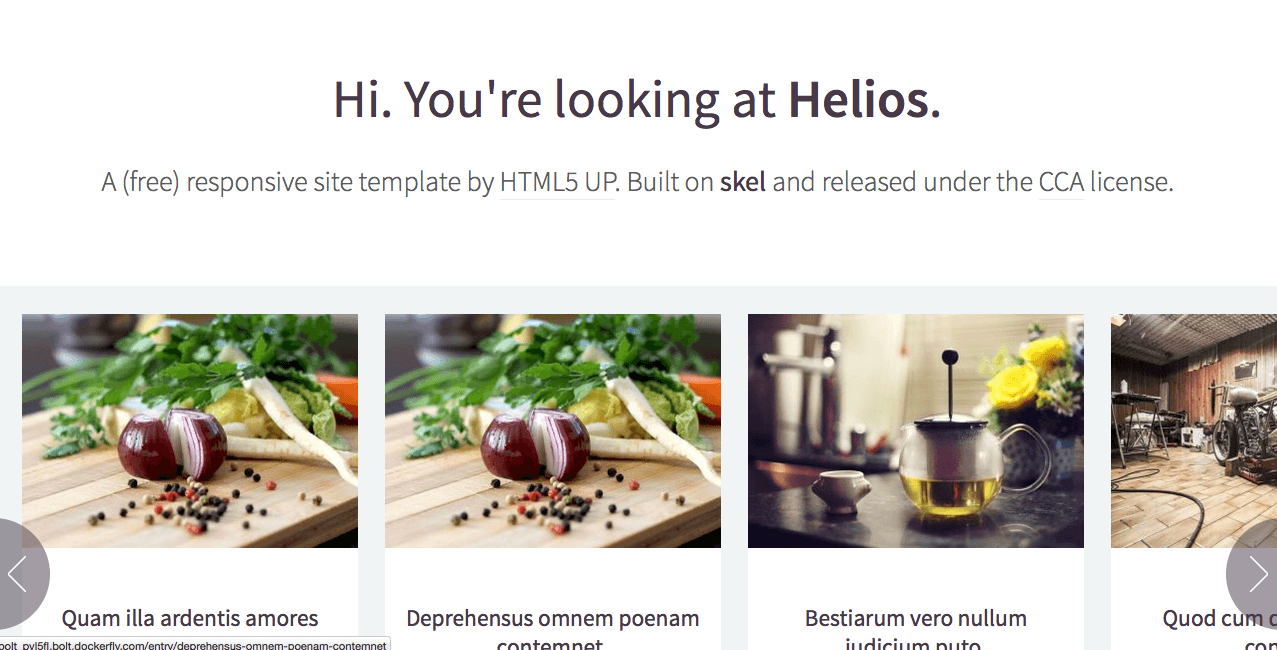 Hi. You're looking at Helios.
A (free) responsive site template by HTML5 UP. Built on skel and released under the CCA license.
Quam illa ardentis amores
Deprehensus omnem poenam
contemnet
Bestiarum vero nullum
judicium puto
Quod cum
bolt_pyl5fl.bolt.dockerfly.com/entry/deprehensus-omnem-poenam-contemnet